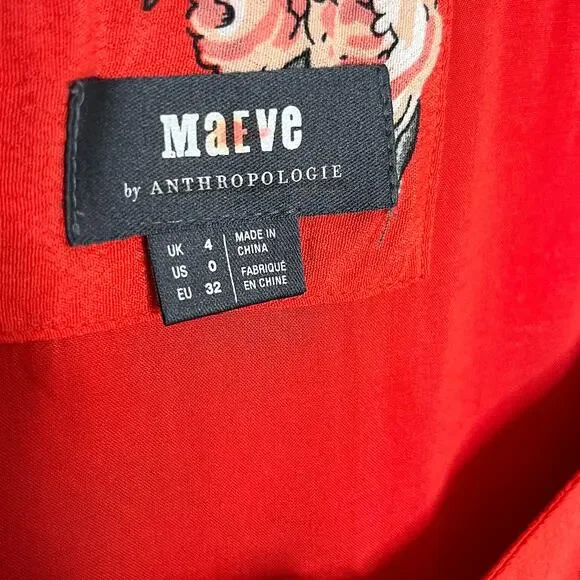 MaEve
by ANTHROPOLOGIE
UK 4
US 0
EU 32
MADE IN
CHINA
FABRIQUÉ
EN CHINE